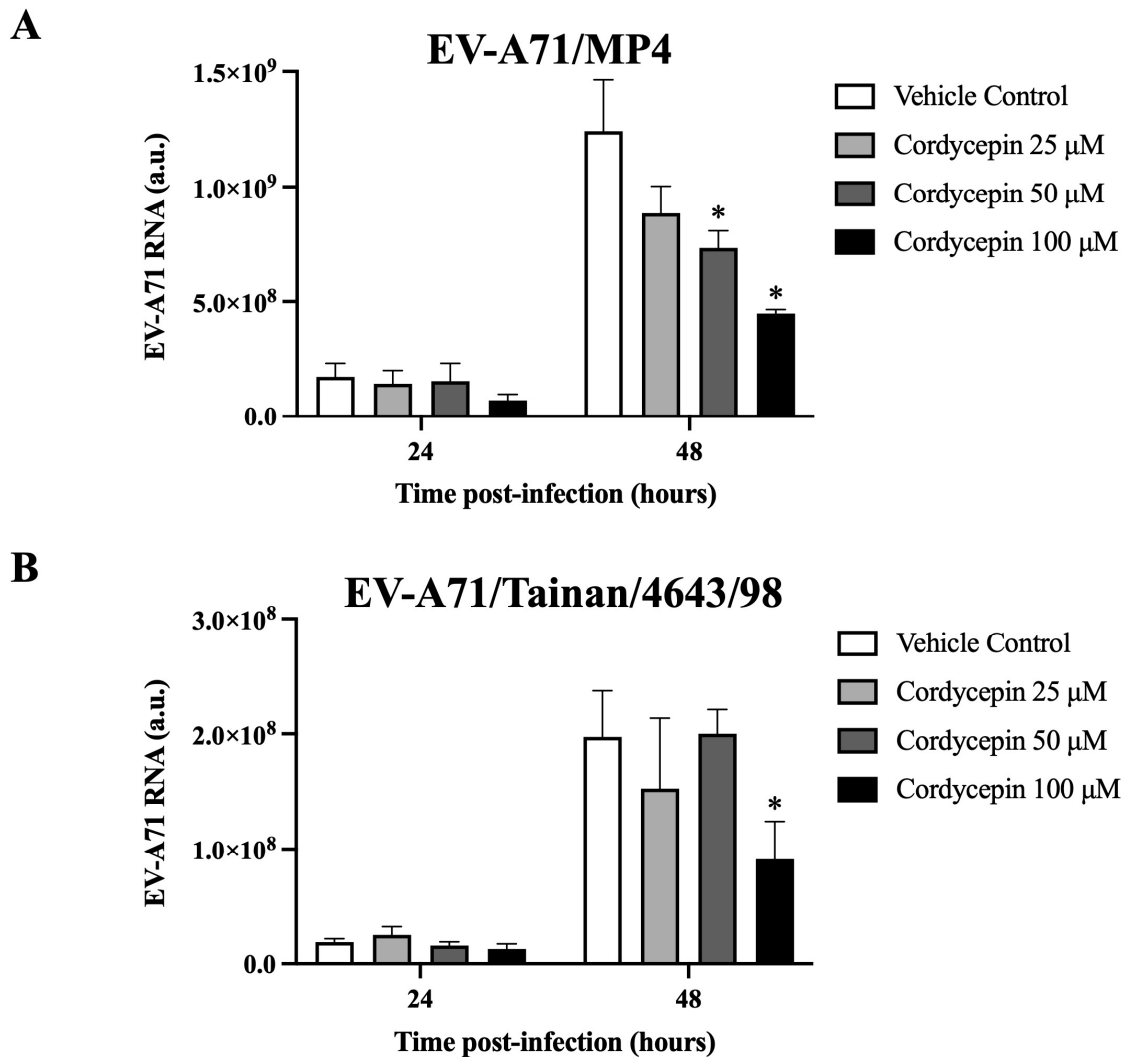 A
EV-A71/MP4
1.5×10⁹
1.0×10⁹
5.0×10⁸
0.0
EV-A71 RNA (a.u.)
*
*
24
48
Time post-infection (hours)
Vehicle Control
Cordycepin 25 μM
Cordycepin 50 μM
Cordycepin 100 μM
B
EV-A71/Tainan/4643/98
3.0×10⁸
2.0×10⁸
1.0×10⁸
0.0
EV-A71 RNA (a.u.)
*
24
48
Time post-infection (hours)
Vehicle Control
Cordycepin 25 μM
Cordycepin 50 μM
Cordycepin 100 μM